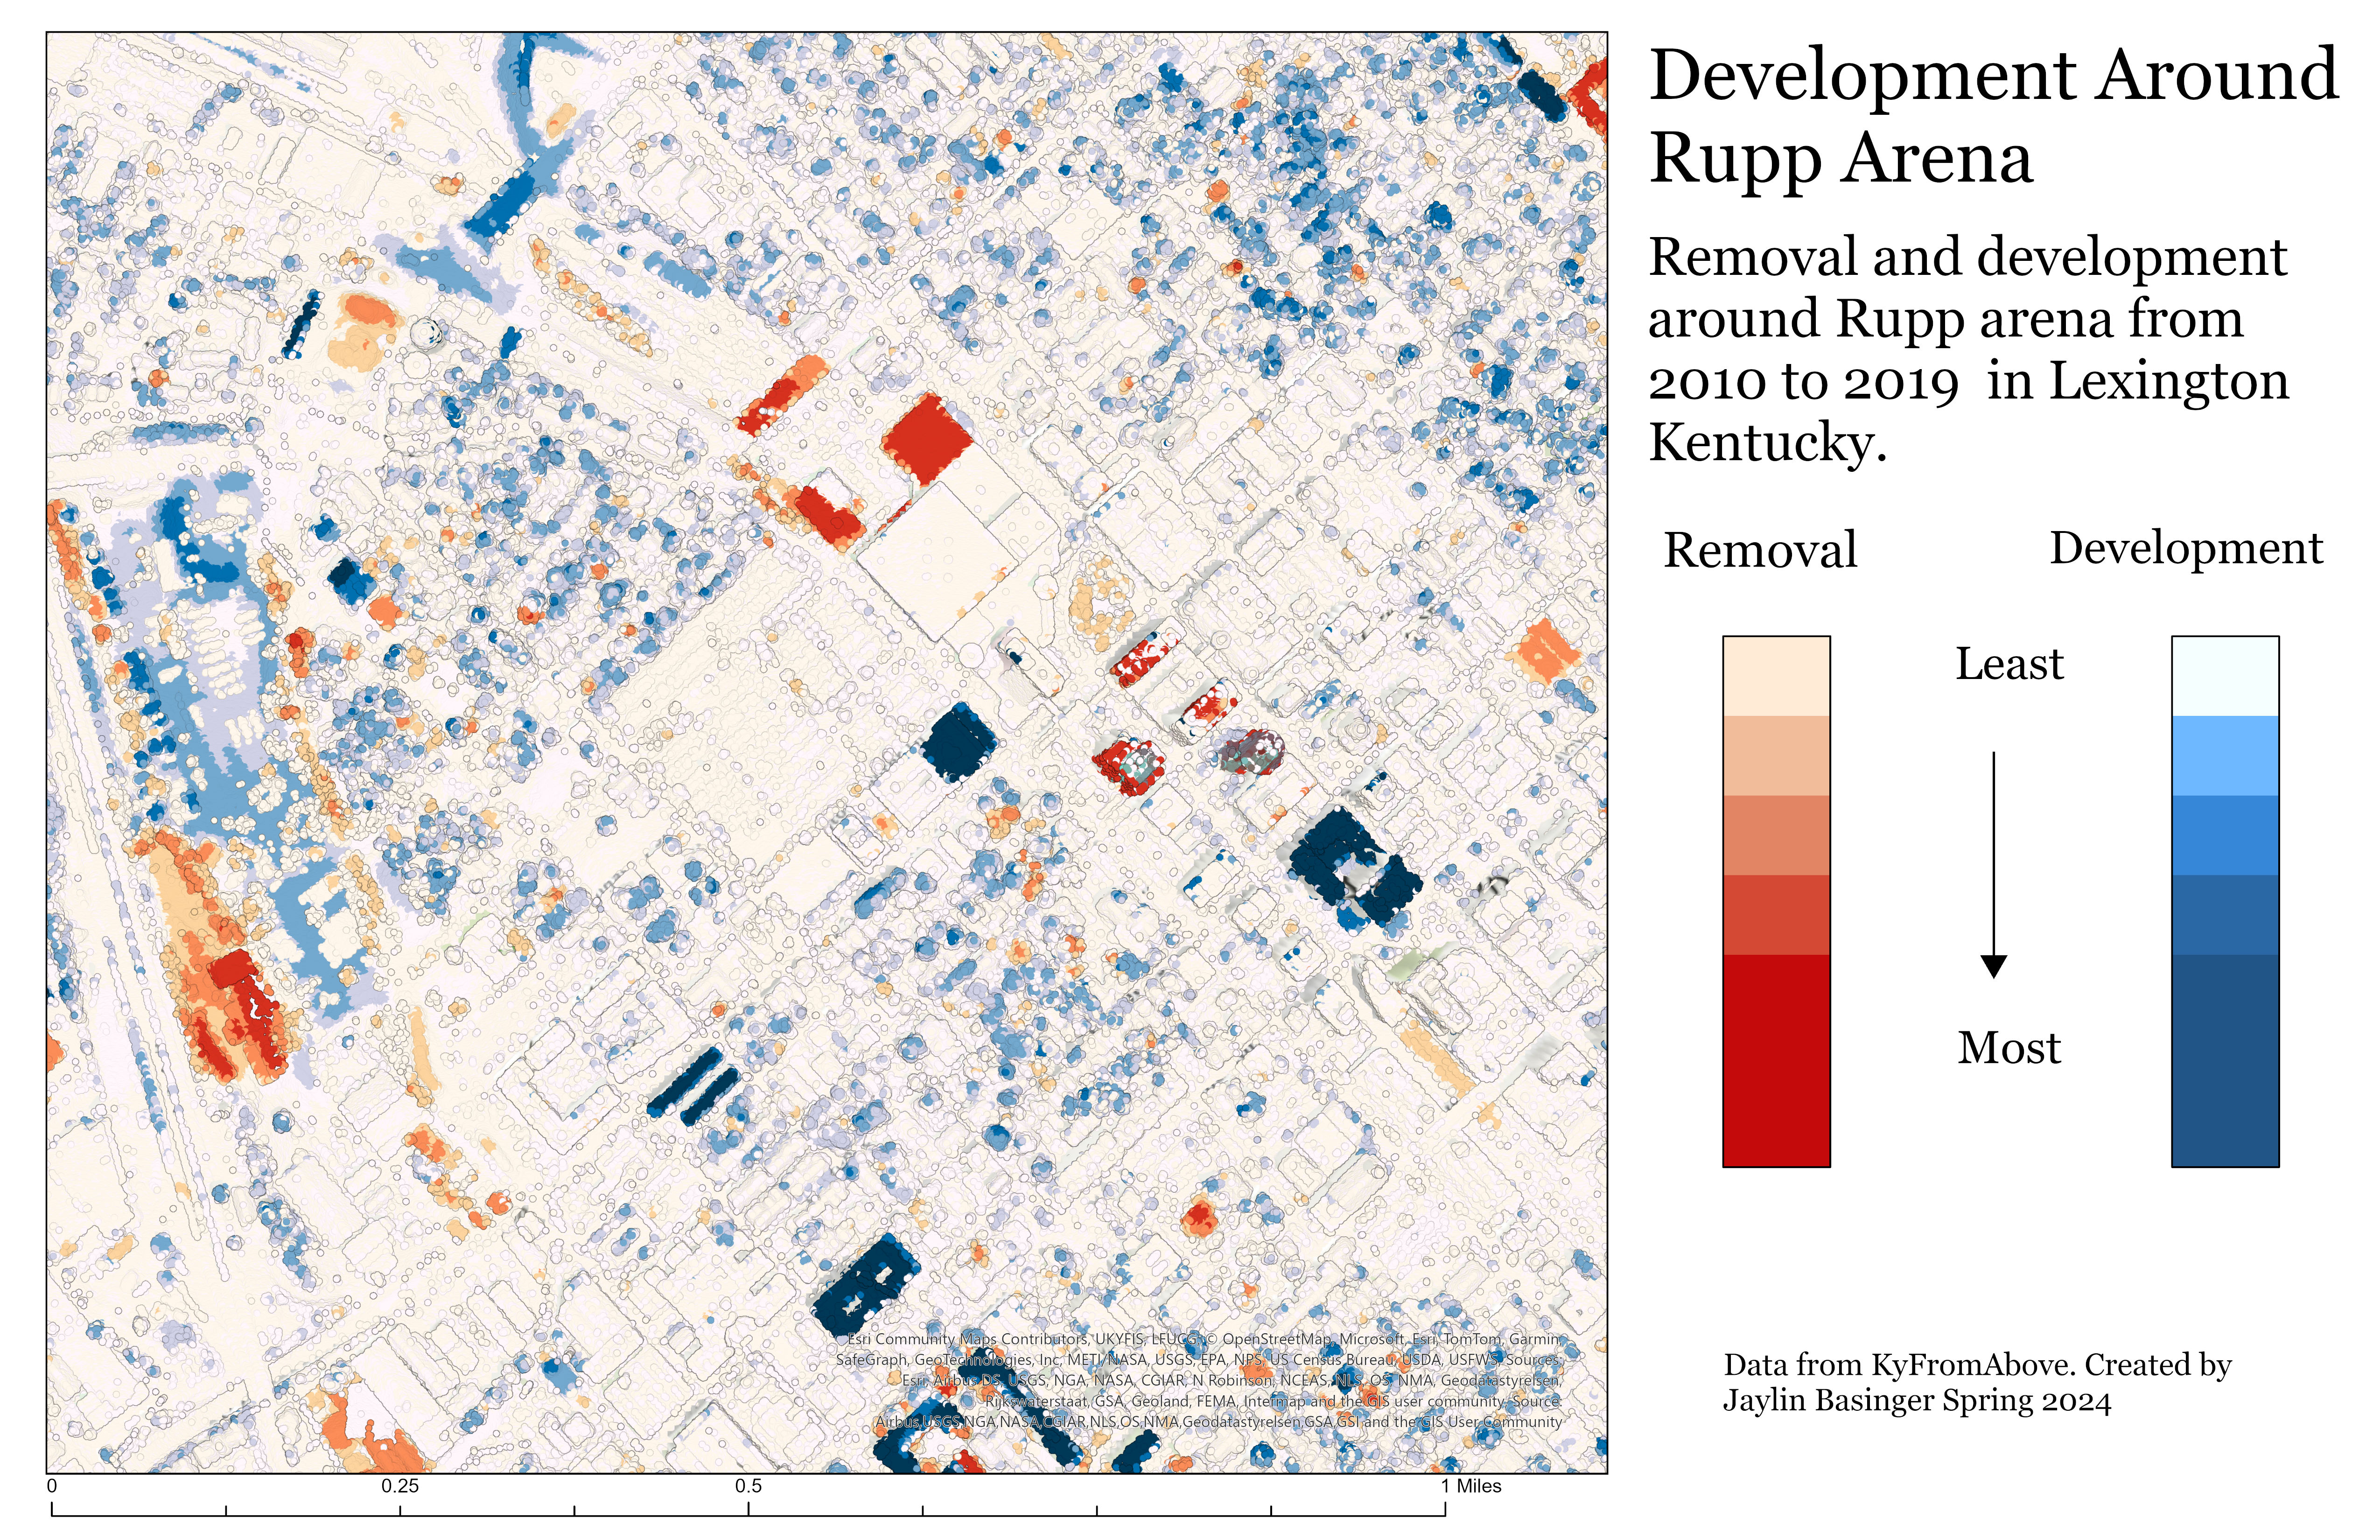 Development Around
Rupp Arena
Removal and development
around Rupp arena from
2010 to 2019 in Lexington
Kentucky.
Removal
Development
Least
Most
Esri Community Maps Contributors, UKYFIS, LFUCG, © OpenStreetMap, Microsoft, Esri, TomTom, Garmin,
SafeGraph, GeoTechnologies, Inc, METI/NASA, USGS, EPA, NPS, US Census Bureau, USDA, USFWS, Sources:
Esri, Airbus DS, USGS, NGA, NASA, CGIAR, N Robinson, NCEAS, NLS, OS, NMA, Geodatastyrelsen,
Rijkswaterstaat, GSA, Geoland, FEMA, Intermap and the GIS user community, Source:
Airbus,USGS,NGA,NASA,CGIAR,NLS,OS,NMA,Geodatastyrelsen,GSA,GSI and the GIS User Community
Data from KyFromAbove. Created by
Jaylin Basinger Spring 2024
0 0.25 0.5 1 Miles